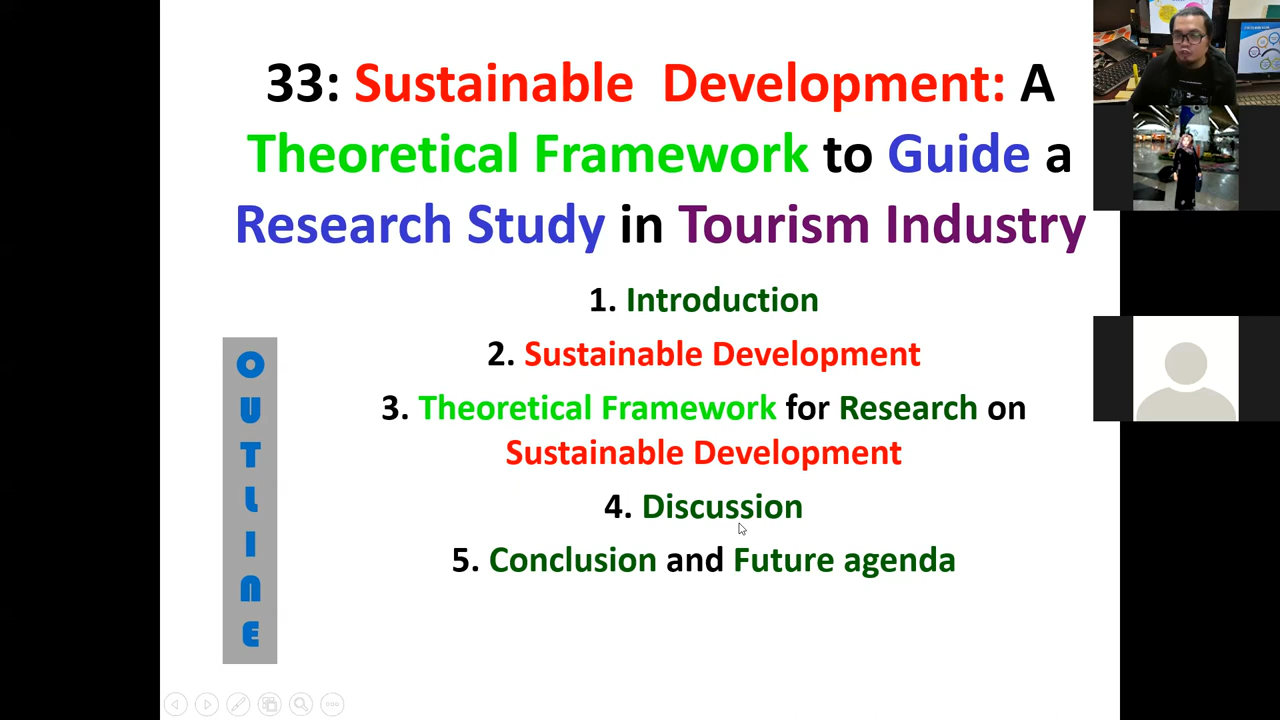 33: Sustainable Development: A
Theoretical Framework to Guide a
Research Study in Tourism Industry
1. Introduction
2. Sustainable Development
3. Theoretical Framework for Research on
Sustainable Development
4. Discussion
5. Conclusion and Future agenda
OUTLINE